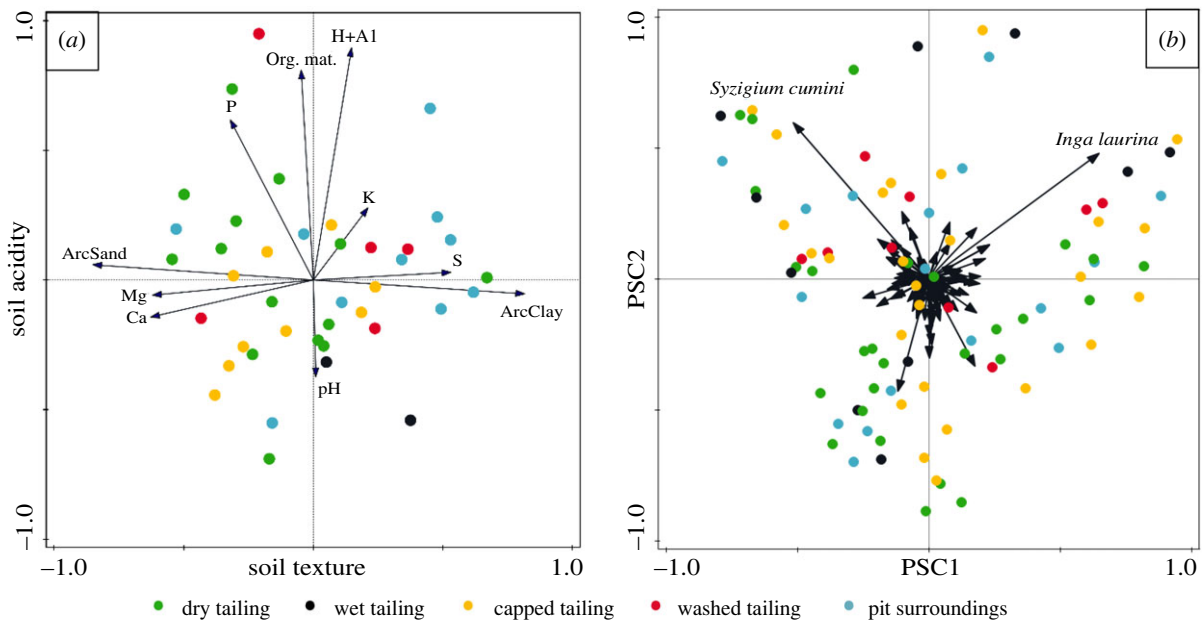 (a)
1.0
soil acidity
−1.0
H+A1
Org. mat.
P
K
ArcSand
S
Mg
Ca
ArcClay
pH
−1.0
soil texture
1.0
(b)
1.0
PSC2
−1.0
Syzigium cumini
Inga laurina
−1.0
PSC1
1.0
dry tailing wet tailing capped tailing washed tailing pit surroundings